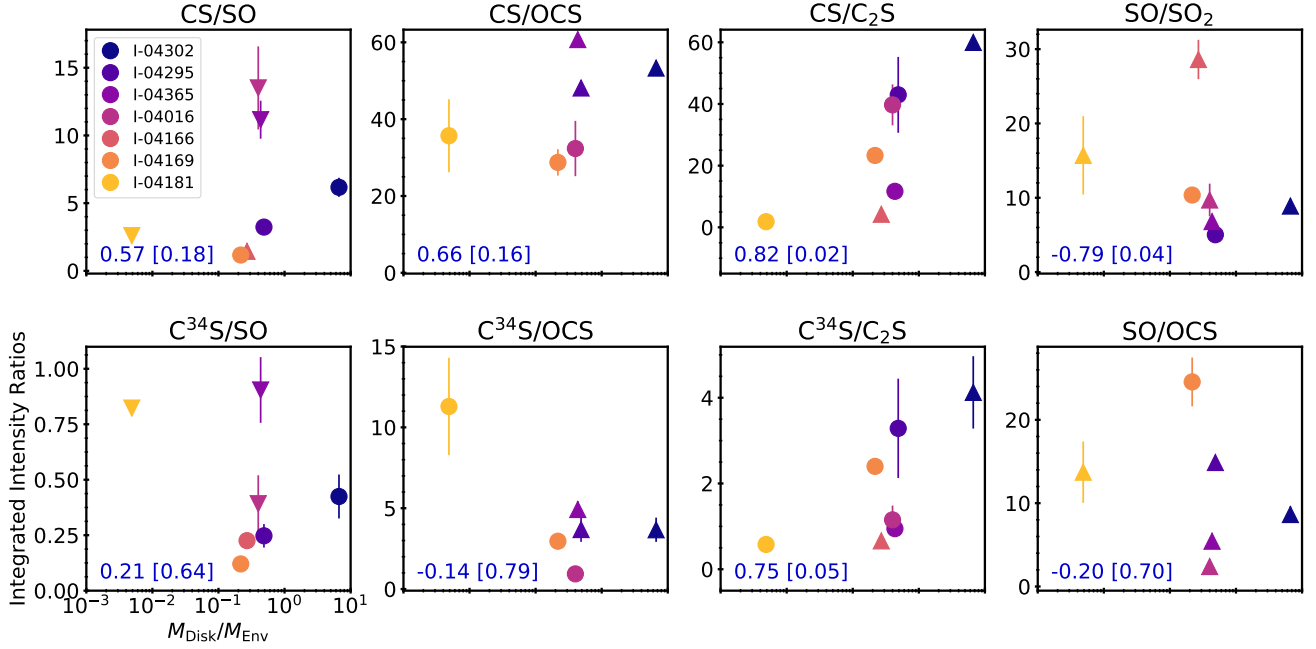 CS/SO
CS/OCS
CS/C₂S
SO/SO₂
15
10
5
0
I-04302
I-04295
I-04365
I-04016
I-04166
I-04169
I-04181
0.57 [0.18]
60
40
20
0
0.66 [0.16]
60
40
20
0
0.82 [0.02]
30
20
10
0
-0.79 [0.04]
C³⁴S/SO
C³⁴S/OCS
C³⁴S/C₂S
SO/OCS
Integrated Intensity Ratios
1.00
0.75
0.50
0.25
0.00
0.21 [0.64]
10⁻³
10⁻²
10⁻¹
10⁰
10¹
M_Disk/M_Env
15
10
5
0
-0.14 [0.79]
4
2
0
0.75 [0.05]
20
10
0
-0.20 [0.70]